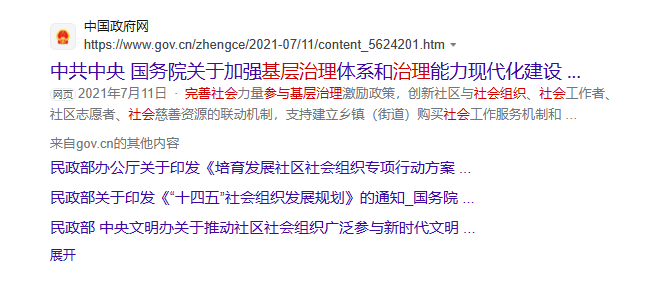 中国政府网
https://www.gov.cn/zhengce/2021-07/11/content_5624201.htm
中共中央 国务院关于加强基层治理体系和治理能力现代化建设 ...
网页 2021年7月11日 · 完善社会力量参与基层治理激励政策，创新社区与社会组织、社会工作者、
社区志愿者、社会慈善资源的联动机制，支持建立乡镇（街道）购买社会工作服务机制和 ...
来自gov.cn的其他内容
民政部办公厅关于印发《培育发展社区社会组织专项行动方案 ...
民政部关于印发《“十四五”社会组织发展规划》的通知_国务院 ...
民政部 中央文明办关于推动社区社会组织广泛参与新时代文明 ...
展开